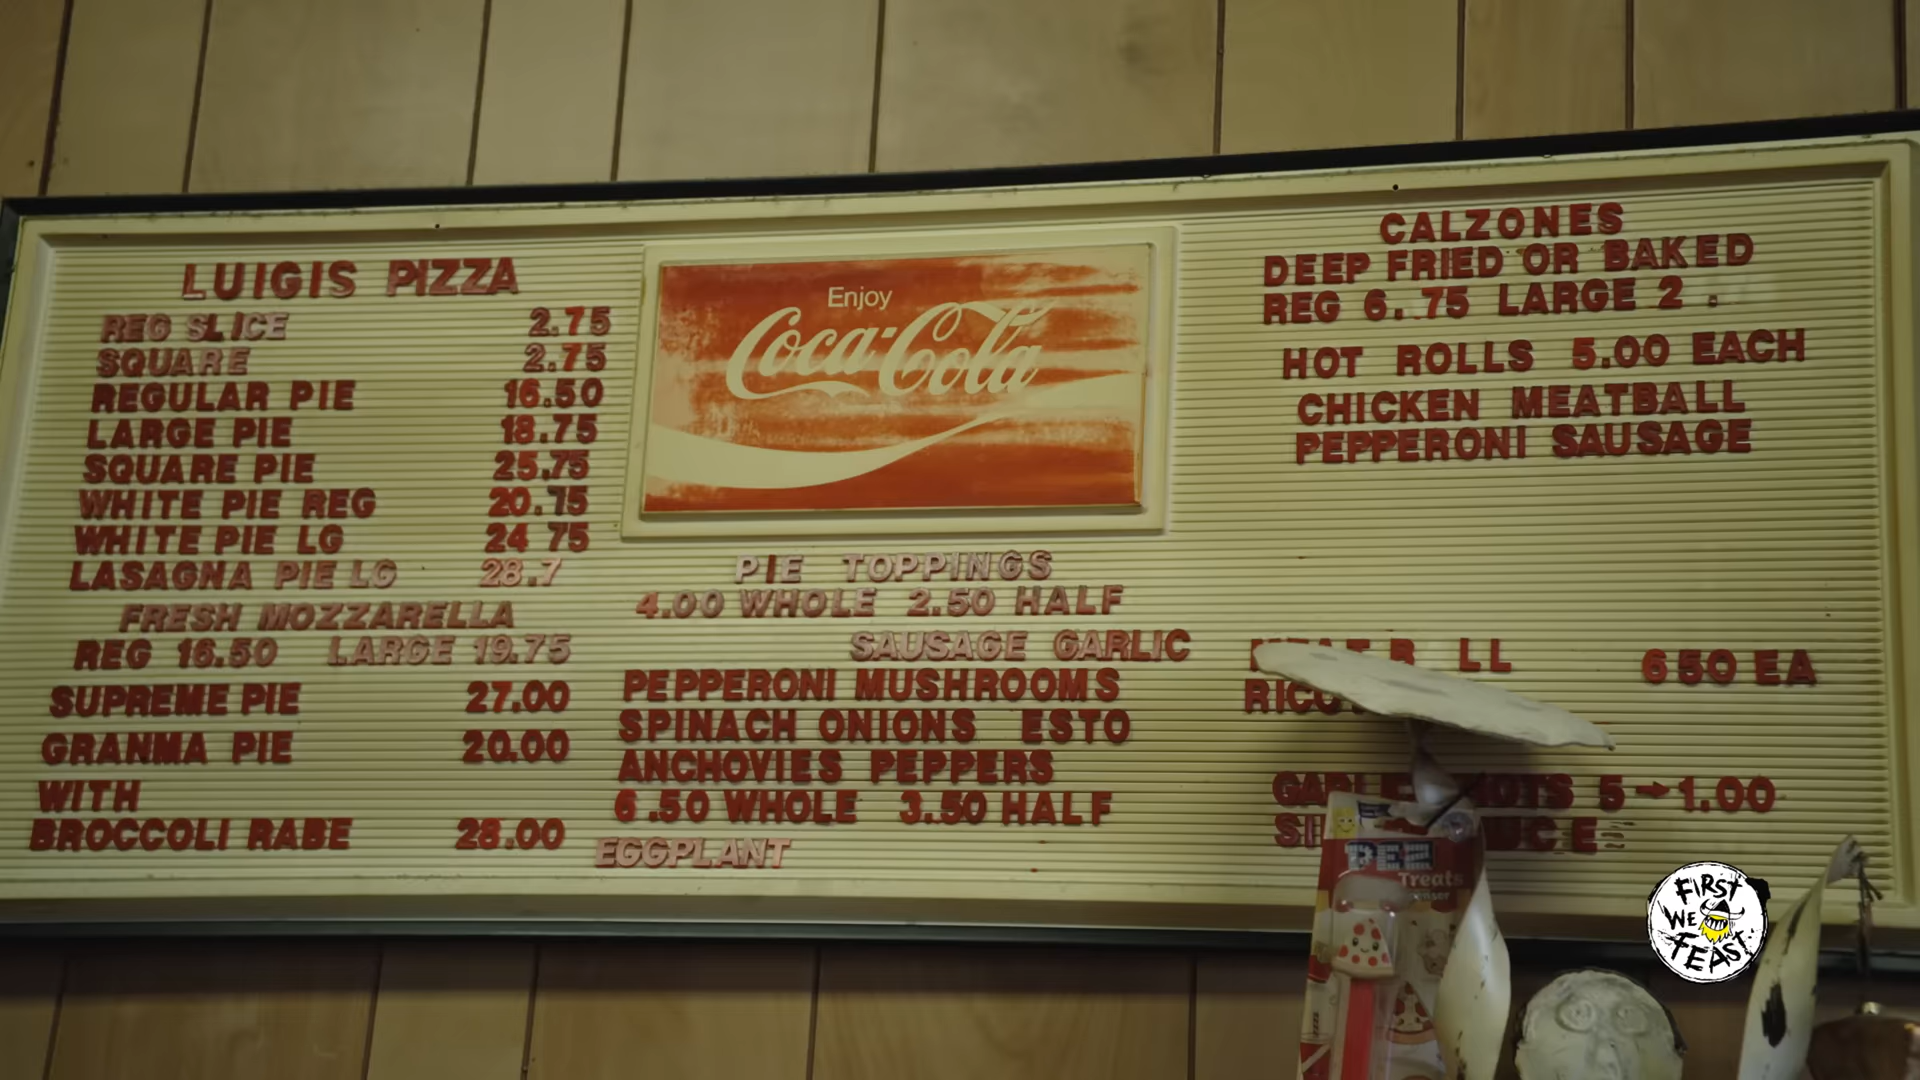 LUIGIS PIZZA
REG SLICE 2.75
SQUARE 2.75
REGULAR PIE 16.50
LARGE PIE 18.75
SQUARE PIE 25.75
WHITE PIE REG 20.75
WHITE PIE LG 24 75
LASAGNA PIE LG 28.7
FRESH MOZZARELLA
REG 16.50 LARGE 19.75
SUPREME PIE 27.00
GRANMA PIE 20.00
WITH
BROCCOLI RABE 28.00
Enjoy
Coca-Cola
PIE TOPPINGS
4.00 WHOLE 2.50 HALF
SAUSAGE GARLIC
PEPPERONI MUSHROOMS
SPINACH ONIONS ESTO
ANCHOVIES PEPPERS
6.50 WHOLE 3.50 HALF
EGGPLANT
CALZONES
DEEP FRIED OR BAKED
REG 6..75 LARGE 2 .
HOT ROLLS 5.00 EACH
CHICKEN MEATBALL
PEPPERONI SAUSAGE
LL 650 EA
5→1.00
PEZ
Treats
FIRST
WE
FEAST